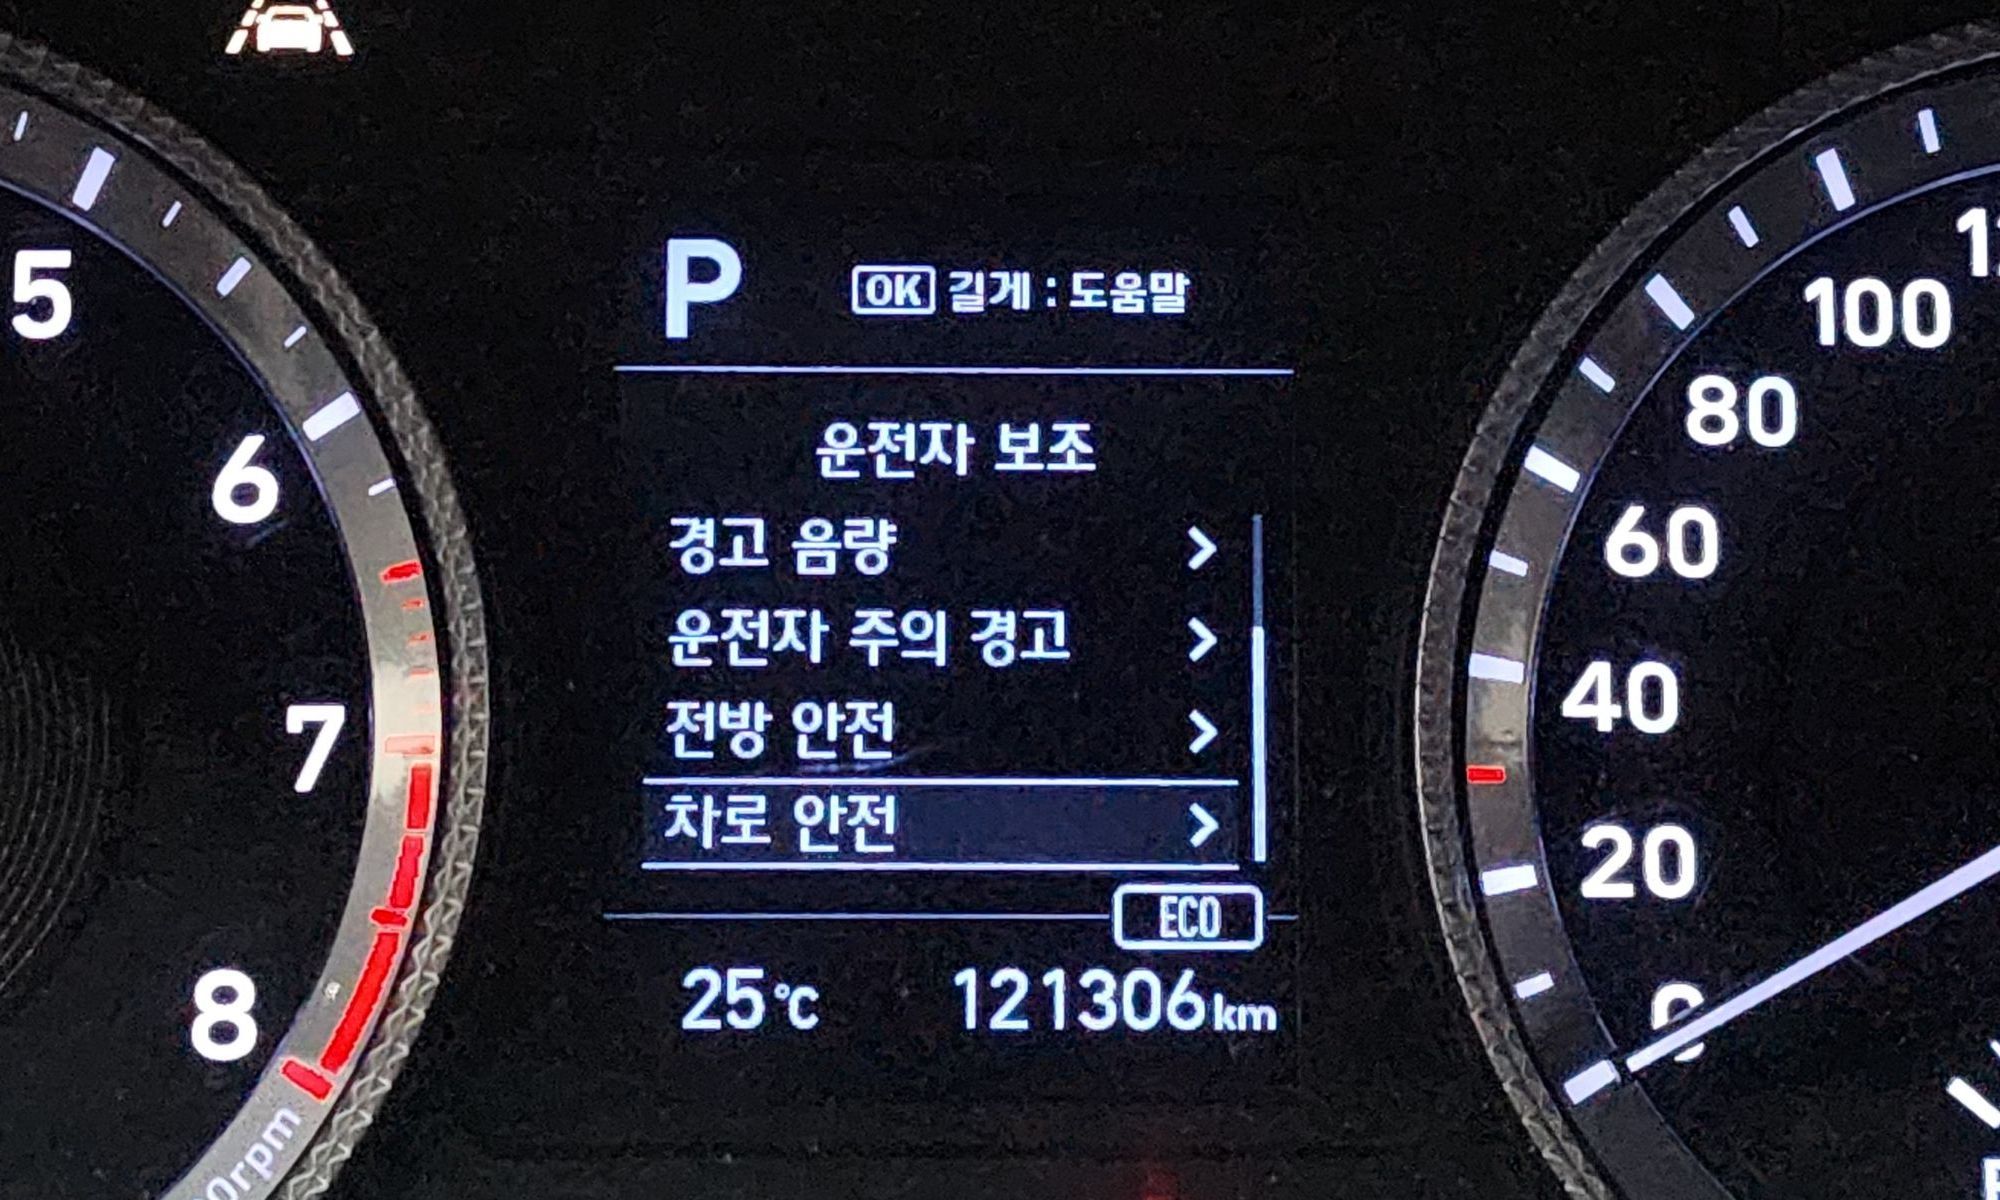 P
OK 길게 : 도움말
운전자 보조
경고 음량 >
운전자 주의 경고 >
전방 안전 >
차로 안전 >
ECO
25°C 121306km
5
6
7
8
100
80
60
40
20
0